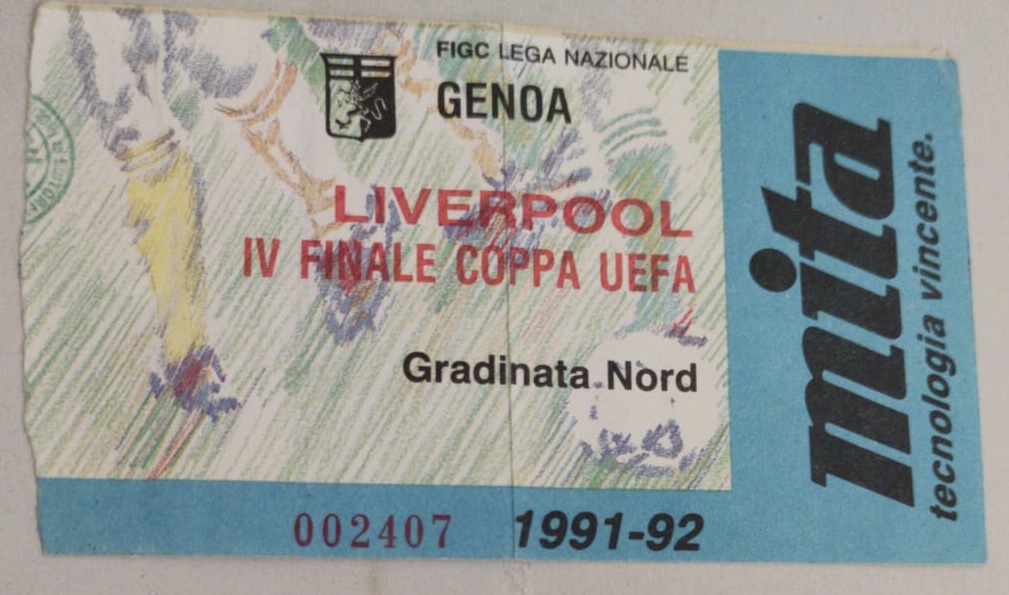 FIGC LEGA NAZIONALE
GENOA
LIVERPOOL
IV FINALE COPPA UEFA
Gradinata Nord
002407
1991-92
mita
tecnologia vincente.